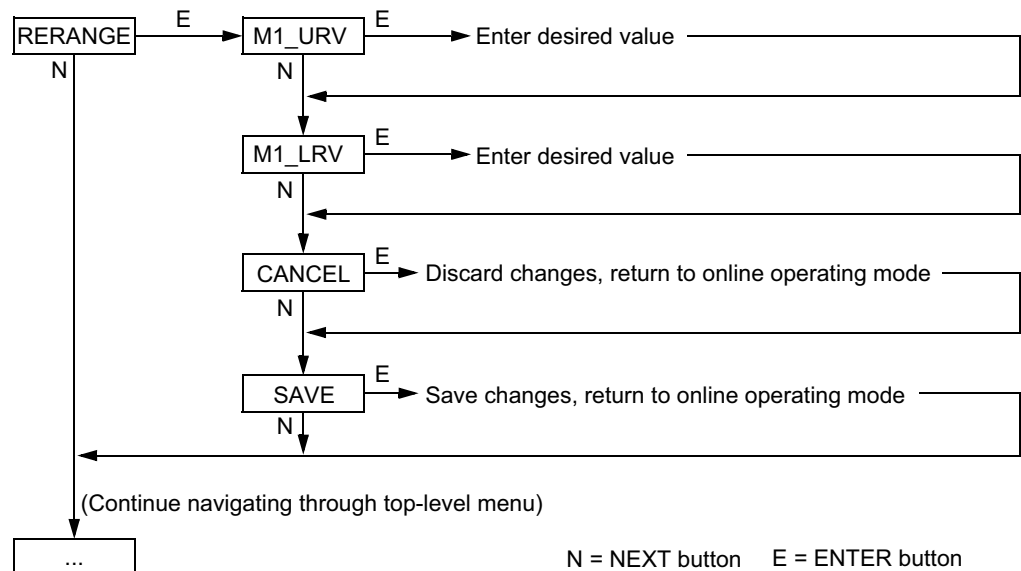 E
RERANGE
M1_URV
E
Enter desired value
N
N
M1_LRV
E
Enter desired value
N
CANCEL
E
Discard changes, return to online operating mode
N
SAVE
E
Save changes, return to online operating mode
N
(Continue navigating through top-level menu)
...
N = NEXT button E = ENTER button